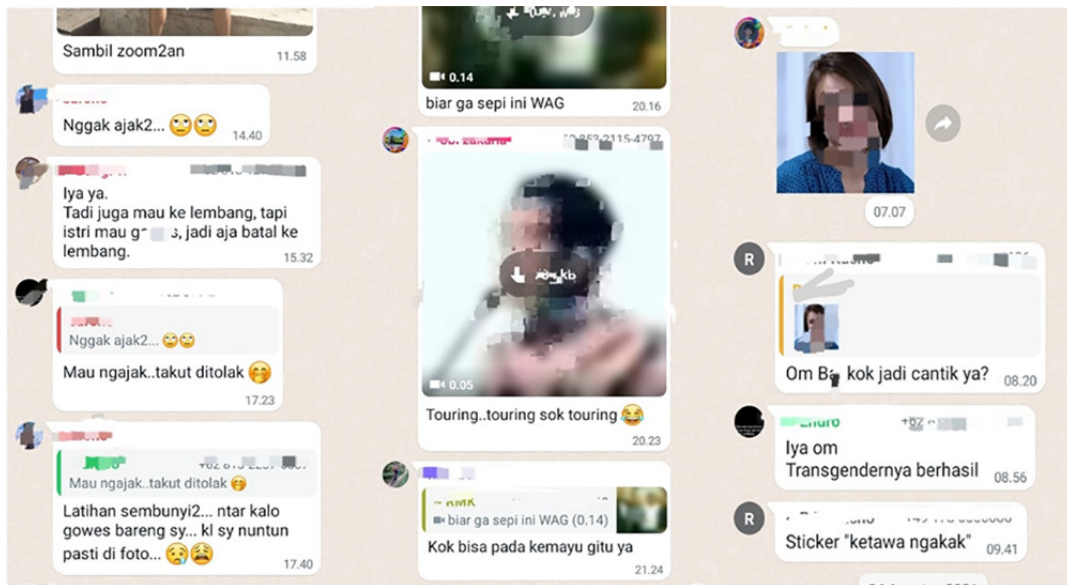 Sambil zoom2an
11.58
Nggak ajak2... 🙄🙄
14.40
Iya ya.
Tadi juga mau ke lembang, tapi
istri mau
jadi aja batal ke
lembang.
15.32
Nggak ajak2... 🙄🙄
Mau ngajak..takut ditolak 🤭
17.23
Mau ngajak..takut ditolak 🤭
Latihan sembunyi2... ntar kalo
gowes bareng sy... kl sy nuntun
pasti di foto... 😢😩
17.40
0.14
biar ga sepi ini WAG
20.16
kb
0.05
Touring..touring sok touring 😂
20.23
~ KMK
biar ga sepi ini WAG (0.14)
Kok bisa pada kemayu gitu ya
21.24
07.07
R
Om
kok jadi cantik ya?
08.20
Iya om
Transgendernya berhasil
08.56
R
Sticker "ketawa ngakak"
09.41